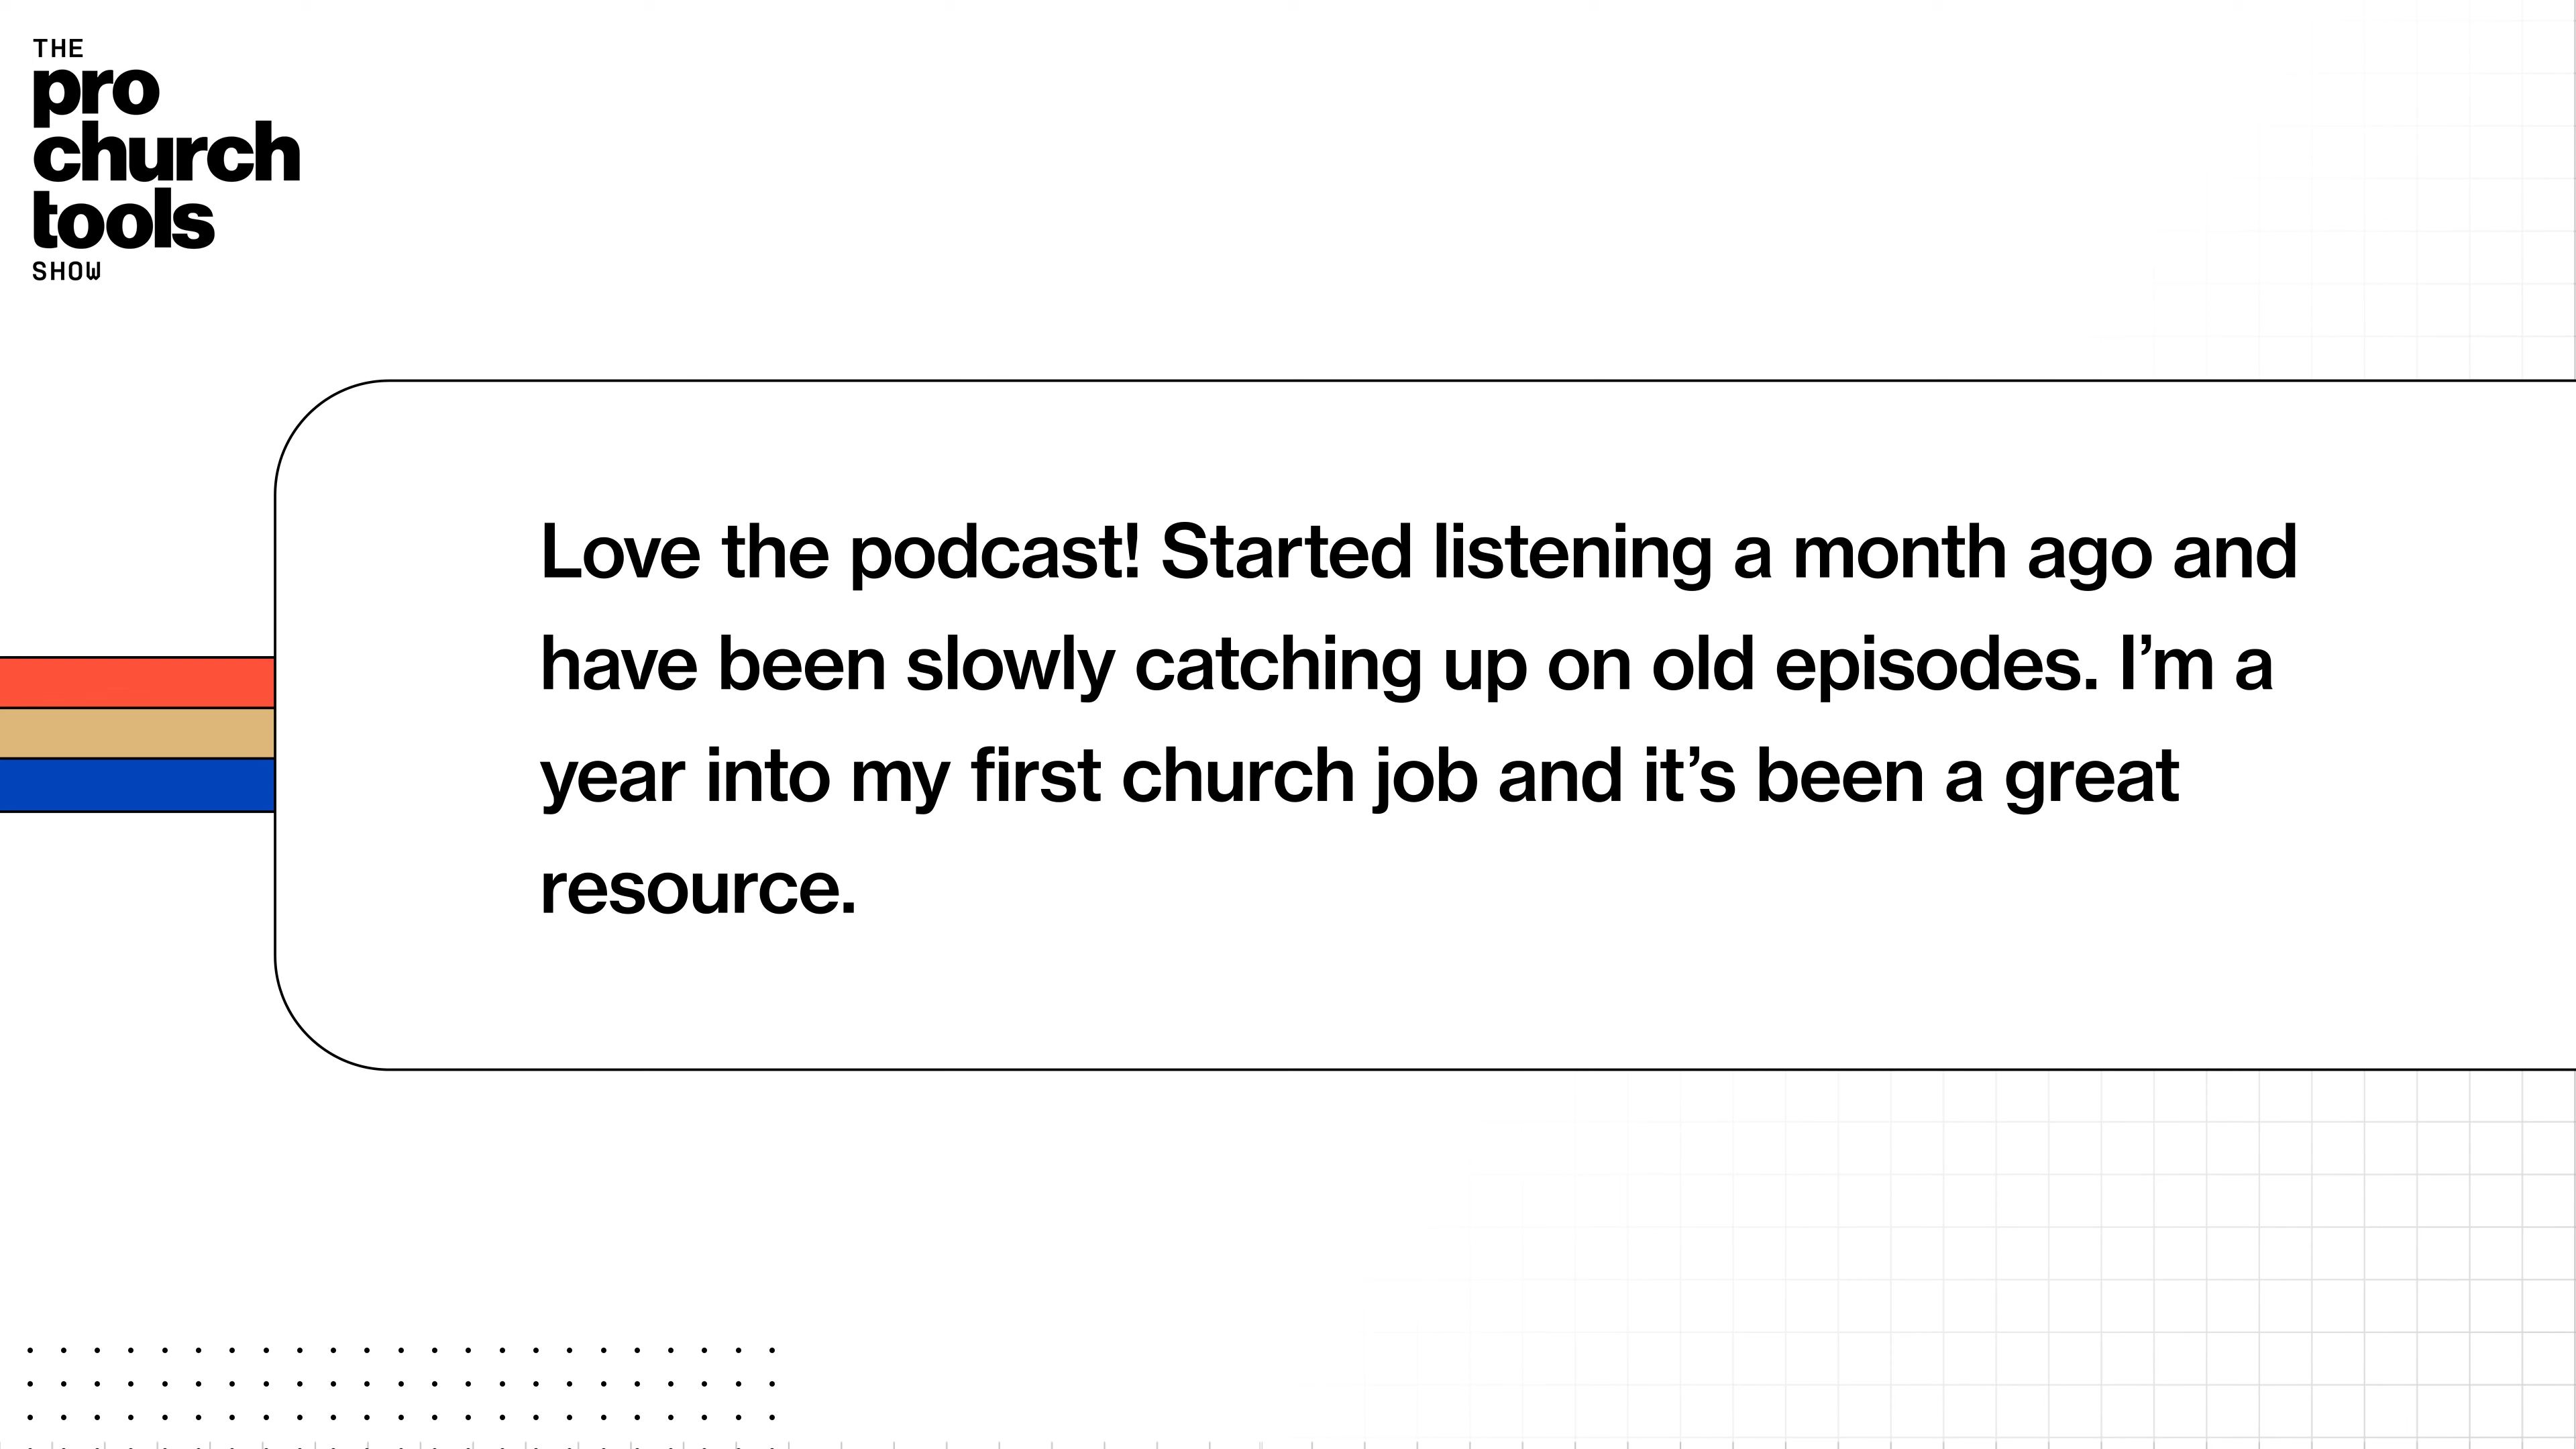 THE
pro
church
tools
SHOW
Love the podcast! Started listening a month ago and
have been slowly catching up on old episodes. I’m a
year into my first church job and it’s been a great
resource.